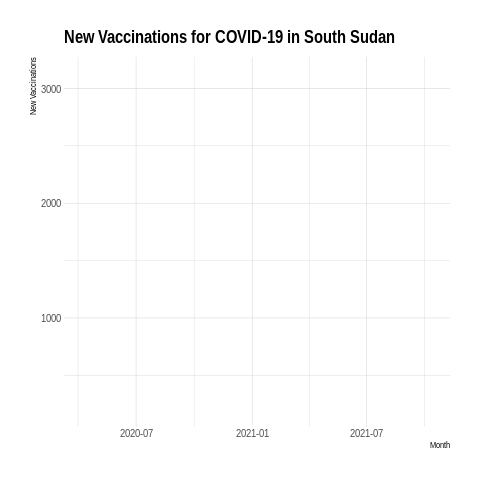 New Vaccinations for COVID-19 in South Sudan
New Vaccinations
3000
2000
1000
2020-07
2021-01
2021-07
Month